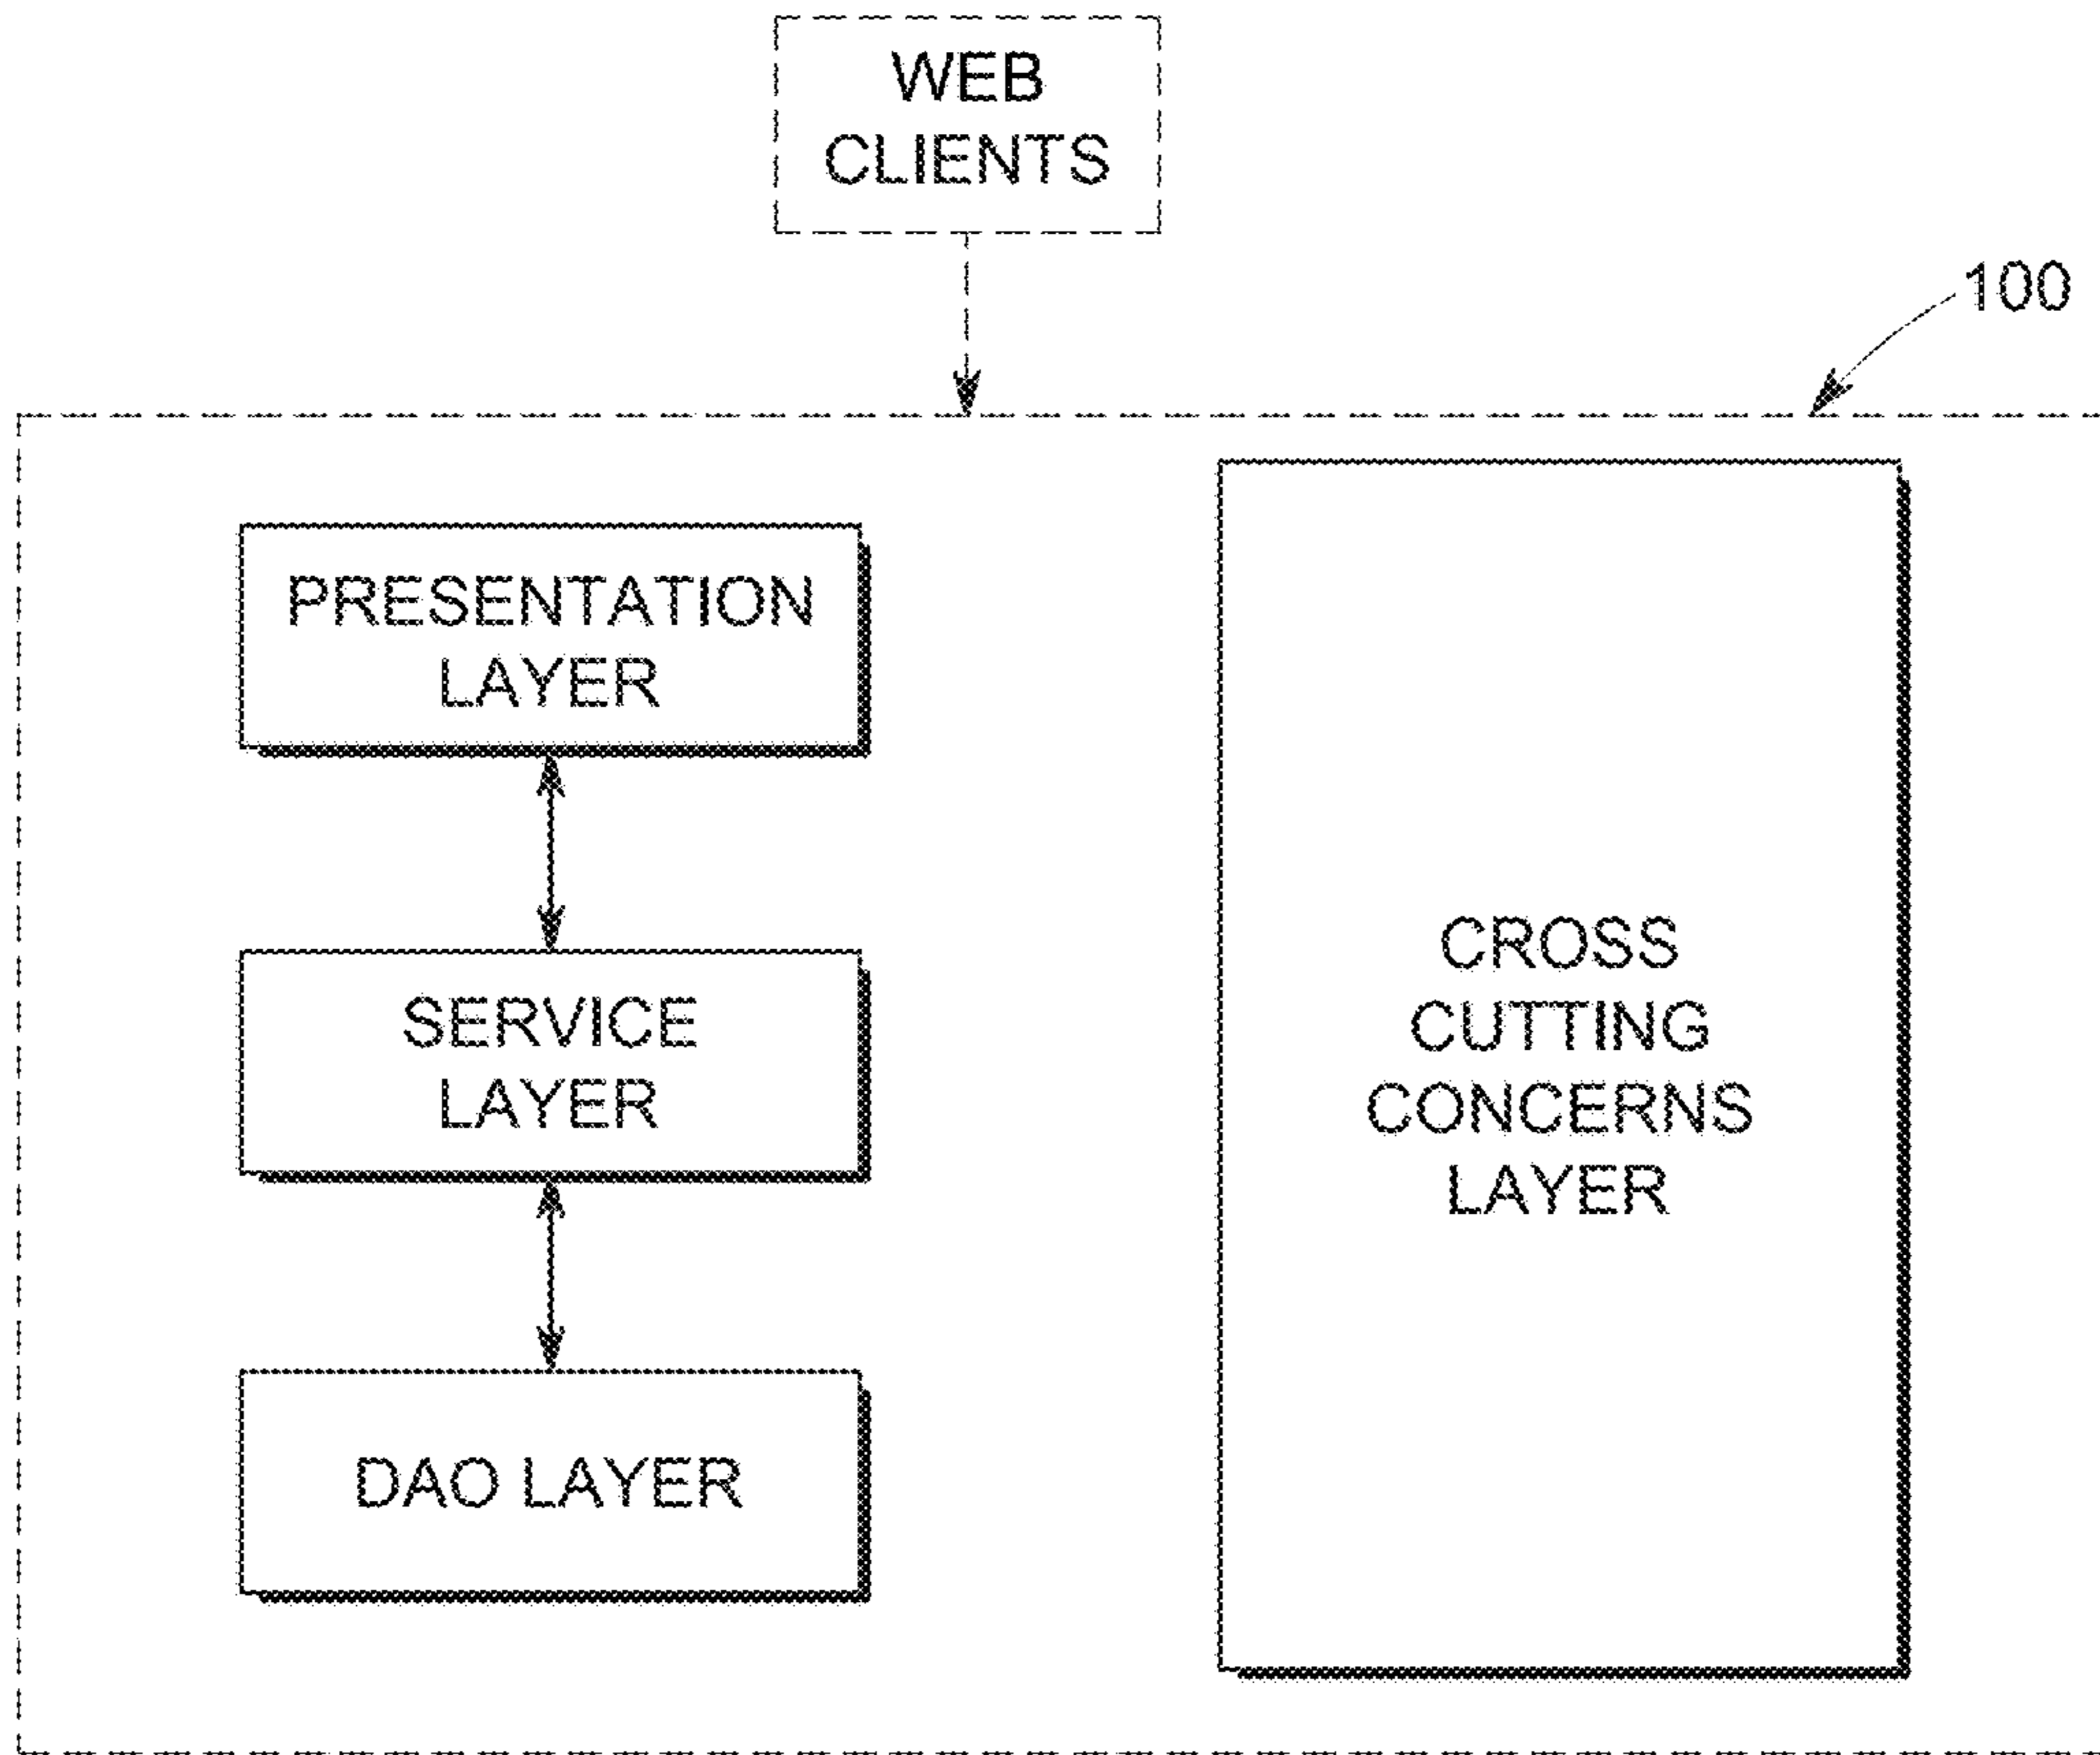 WEB
CLIENTS
100
PRESENTATION
LAYER
SERVICE
LAYER
DAO LAYER
CROSS
CUTTING
CONCERNS
LAYER